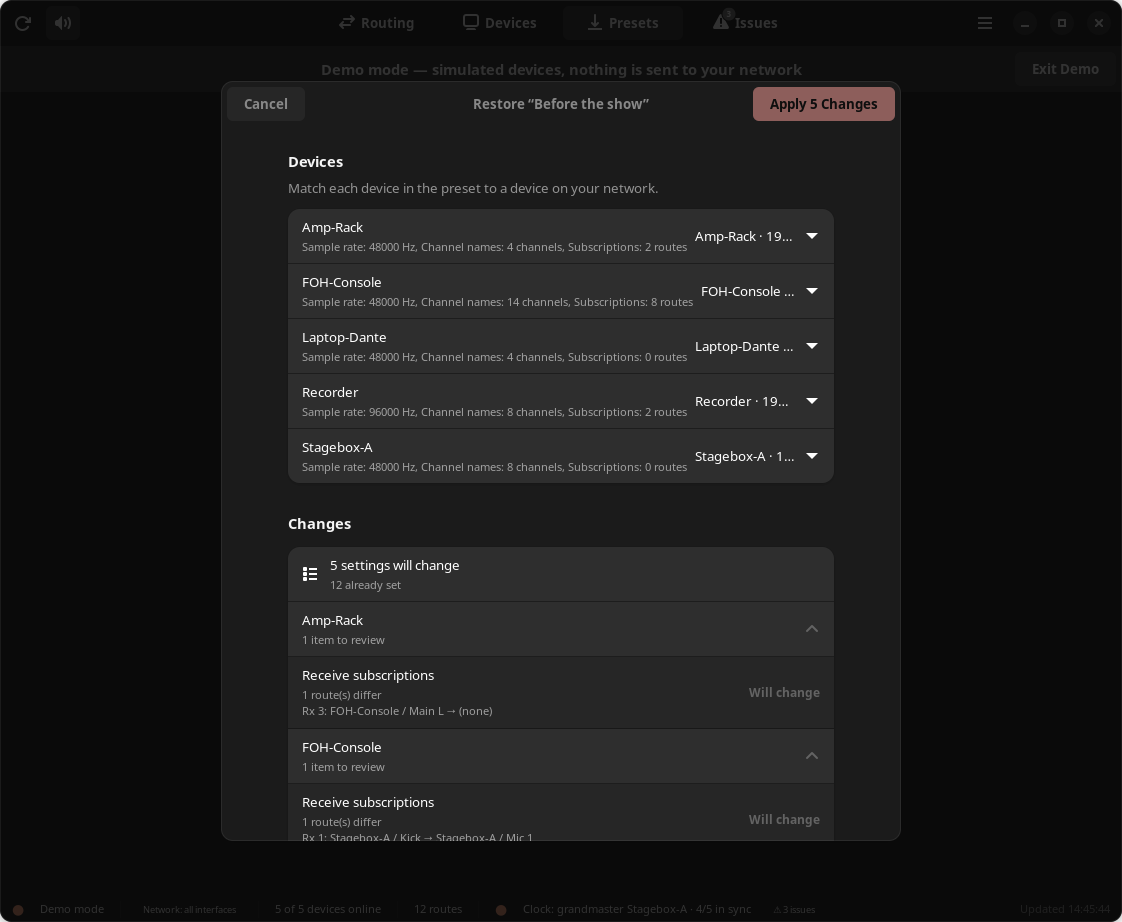 Routing
Devices
Presets
3
Issues
Demo mode — simulated devices, nothing is sent to your network
Exit Demo
Cancel
Restore “Before the show”
Apply 5 Changes
Devices
Match each device in the preset to a device on your network.
Amp-Rack
Sample rate: 48000 Hz, Channel names: 4 channels, Subscriptions: 2 routes
Amp-Rack · 19…
FOH-Console
Sample rate: 48000 Hz, Channel names: 14 channels, Subscriptions: 8 routes
FOH-Console …
Laptop-Dante
Sample rate: 48000 Hz, Channel names: 4 channels, Subscriptions: 0 routes
Laptop-Dante …
Recorder
Sample rate: 96000 Hz, Channel names: 8 channels, Subscriptions: 2 routes
Recorder · 19…
Stagebox-A
Sample rate: 48000 Hz, Channel names: 8 channels, Subscriptions: 0 routes
Stagebox-A · 1…
Changes
5 settings will change
12 already set
Amp-Rack
1 item to review
Receive subscriptions
1 route(s) differ
Rx 3: FOH-Console / Main L → (none)
Will change
FOH-Console
1 item to review
Receive subscriptions
1 route(s) differ
Rx 1: Stagebox-A / Kick → Stagebox-A / Mic 1
Will change
Demo mode
Network: all interfaces
5 of 5 devices online
12 routes
Clock: grandmaster Stagebox-A · 4/5 in sync
⚠ 3 issues
Updated 14:45:44